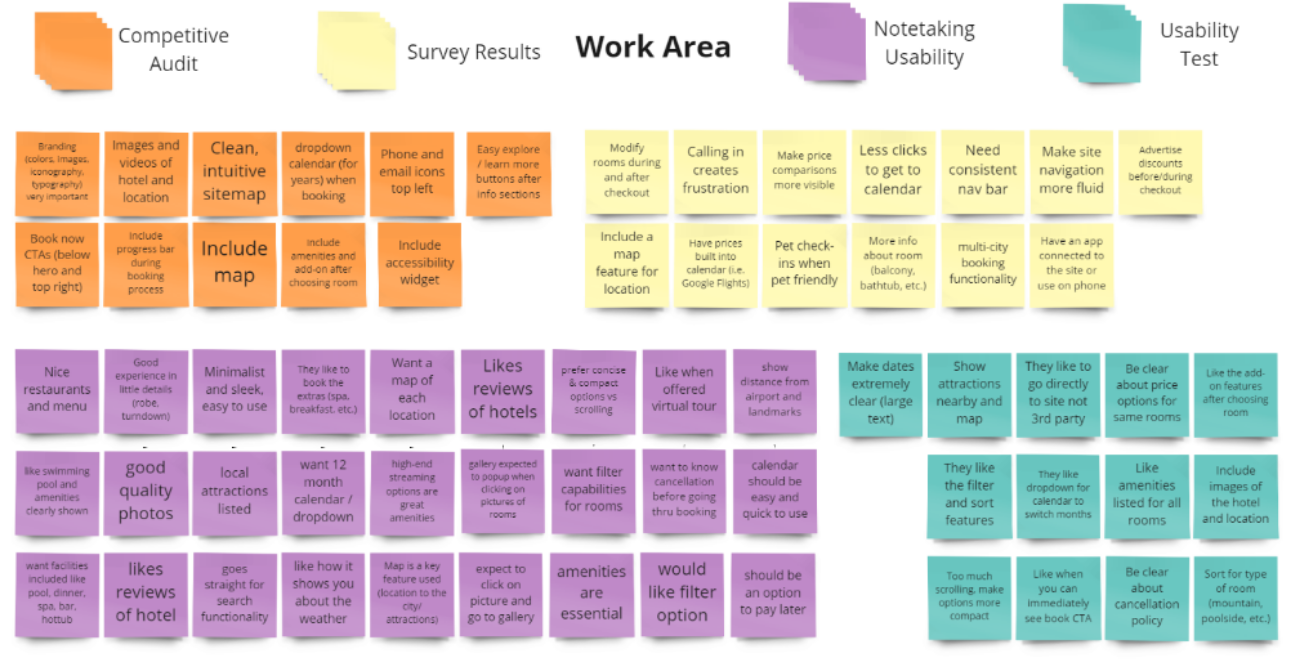 Competitive
Audit
Survey Results
Work Area
Notetaking
Usability
Usability
Test
Branding
(colors, images,
iconography,
typography)
very important
Images and
videos of
hotel and
location
Clean,
intuitive
sitemap
dropdown
calendar (for
years) when
booking
Phone and
email icons
top left
Easy explore
/ learn more
buttons after
info sections
Book now
CTAs (below
hero and
top right)
Include
progress bar
during
booking
process
Include
map
Include
amenities and
add-on after
choosing room
Include
accessibility
widget
Modify
rooms during
and after
checkout
Calling in
creates
frustration
Make price
comparisons
more visible
Less clicks
to get to
calendar
Need
consistent
nav bar
Make site
navigation
more fluid
Advertise
discounts
before/during
checkout
Include a
map
feature for
location
Have prices
built into
calendar (i.e.
Google Flights)
Pet check-
ins when
pet friendly
More info
about room
(balcony,
bathtub, etc.)
multi-city
booking
functionality
Have an app
connected to
the site or
use on phone
Nice
restaurants
and menu
Good
experience in
little details
(robe,
turndown)
Minimalist
and sleek,
easy to use
They like to
book the
extras (spa,
breakfast, etc.)
Want a
map of
each
location
Likes
reviews
of hotels
prefer concise
& compact
options vs
scrolling
Like when
offered
virtual tour
show
distance from
airport and
landmarks
like swimming
pool and
amenities
clearly shown
good
quality
photos
local
attractions
listed
want 12
month
calendar /
dropdown
high-end
streaming
options are
great
amenities
gallery expected
to popup when
clicking on
pictures of
rooms
want filter
capabilities
for rooms
want to know
cancellation
before going
thru booking
calendar
should be
easy and
quick to use
want facilities
included like
pool, dinner,
spa, bar,
hottub
likes
reviews
of hotel
goes
straight for
search
functionality
like how it
shows you
about the
weather
Map is a key
feature used
(location to the
city/
attractions)
expect to
click on
picture and
go to gallery
amenities
are
essential
would
like filter
option
should be
an option
to pay later
Make dates
extremely
clear (large
text)
Show
attractions
nearby and
map
They like to
go directly
to site not
3rd party
Be clear
about price
options for
same rooms
Like the add-
on features
after choosing
room
They like
the filter
and sort
features
They like
dropdown for
calendar to
switch months
Like
amenities
listed for all
rooms
Include
images of
the hotel
and location
Too much
scrolling, make
options more
compact
Like when
you can
immediately
see book CTA
Be clear
about
cancellation
policy
Sort for type
of room
(mountain,
poolside, etc.)